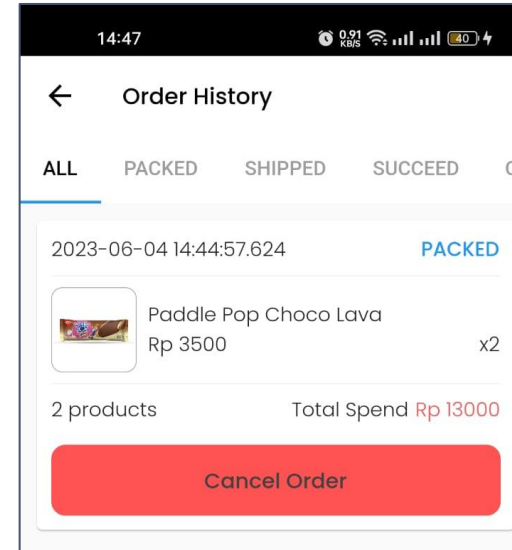 14:47 0.91 KB/S 40
Order History
ALL PACKED SHIPPED SUCCEED C
2023-06-04 14:44:57.624 PACKED
Paddle Pop Choco Lava
Rp 3500 x2
2 products Total Spend Rp 13000
Cancel Order